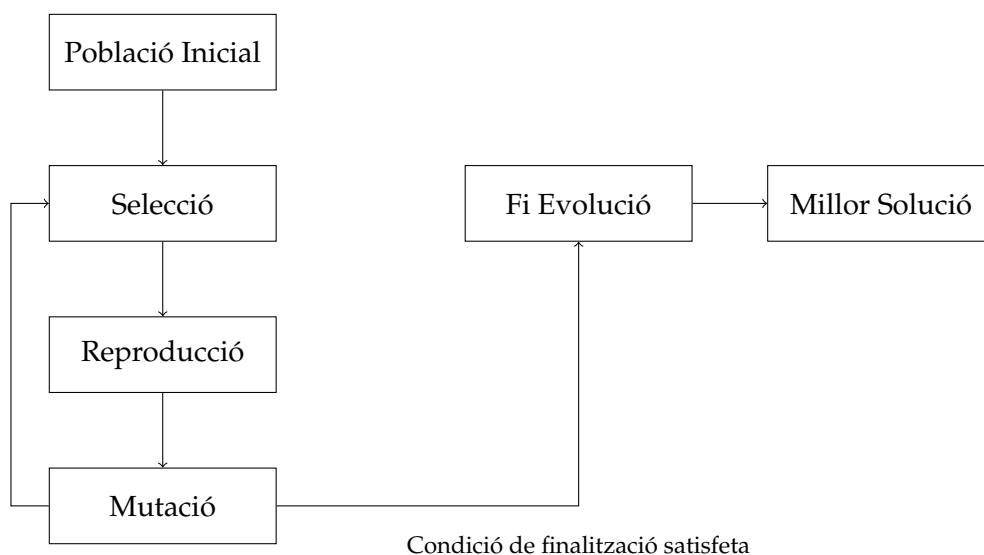 Població Inicial
Selecció
Reproducció
Mutació
Fi Evolució
Millor Solució
Condició de finalització satisfeta